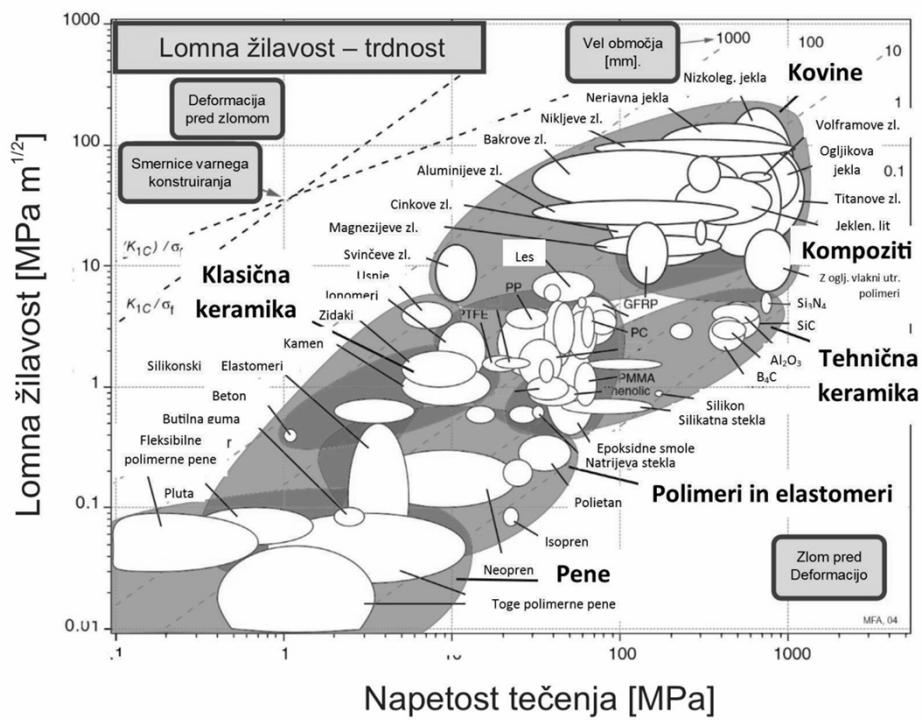 1000
Lomna žilavost – trdnost
Vel območja
[mm].
1000
100
10
Nizkoleg. jekla
Kovine
Neriavna jekla
Deformacija
pred zlomom
Nikljeve zl.
1
Volframove zl.
Bakrove zl.
100
Ogljikova
jekla
Smernice varnega
konstruiranja
Aluminijeve zl.
0.1
Cinkove zl.
Titanove zl.
Magnezijeve zl.
Jeklen. lit
K1C) /σf
Svinčeve zl.
Les
Kompoziti
10
Klasična
keramika
Z oglj. vlakni utr.
polimeri
Ionomeri
PP
GFRP
Si3N4
K1C/σf
Zidaki
PTFE
PC
SiC
Kamen
Al2O3
Tehnična
keramika
Silikonski
Elastomeri
PMMA
B4C
1
Beton
Silikon
Silikatna stekla
Butilna guma
r
Fleksibilne
polimerne pene
Epoksidne smole
Natrijeva stekla
Pluta
Polietan
Polimeri in elastomeri
0.1
Isopren
Neopren
Pene
Zlom pred
Deformacijo
Toge polimerne pene
MFA, 04
0.01
.1
1
10
100
1000
Napetost tečenja [MPa]
Lomna žilavost [MPa m1/2]